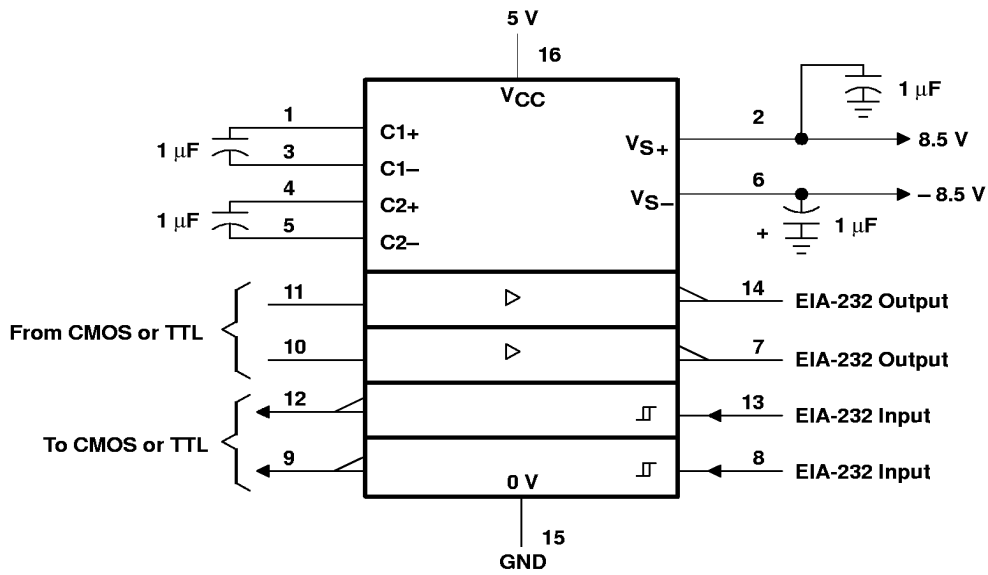 5 V
16
VCC
1 μF
1
C1+
2
VS+
8.5 V
1 μF
3
C1–
4
C2+
6
VS–
– 8.5 V
1 μF
5
C2–
+
1 μF
11
14
EIA-232 Output
From CMOS or TTL
10
7
EIA-232 Output
12
13
EIA-232 Input
To CMOS or TTL
9
8
EIA-232 Input
0 V
15
GND